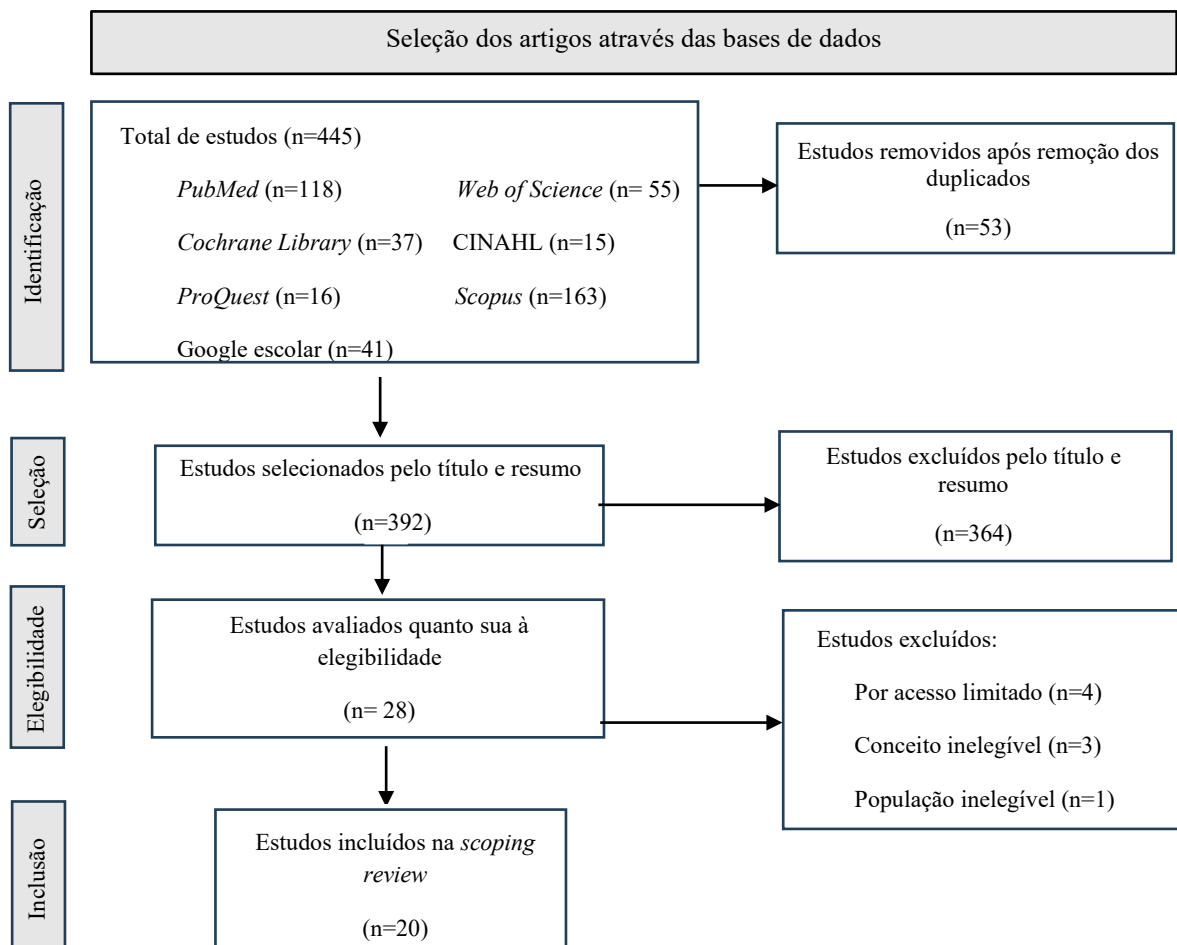 Seleção dos artigos através das bases de dados
Identificação
Total de estudos (n=445)
PubMed (n=118) Web of Science (n= 55)
Cochrane Library (n=37) CINAHL (n=15)
ProQuest (n=16) Scopus (n=163)
Google escolar (n=41)
Estudos removidos após remoção dos
duplicados
(n=53)
Seleção
Estudos selecionados pelo título e resumo
(n=392)
Estudos excluídos pelo título e
resumo
(n=364)
Elegibilidade
Estudos avaliados quanto sua à
elegibilidade
(n= 28)
Estudos excluídos:
Por acesso limitado (n=4)
Conceito inelegível (n=3)
População inelegível (n=1)
Inclusão
Estudos incluídos na scoping
review
(n=20)